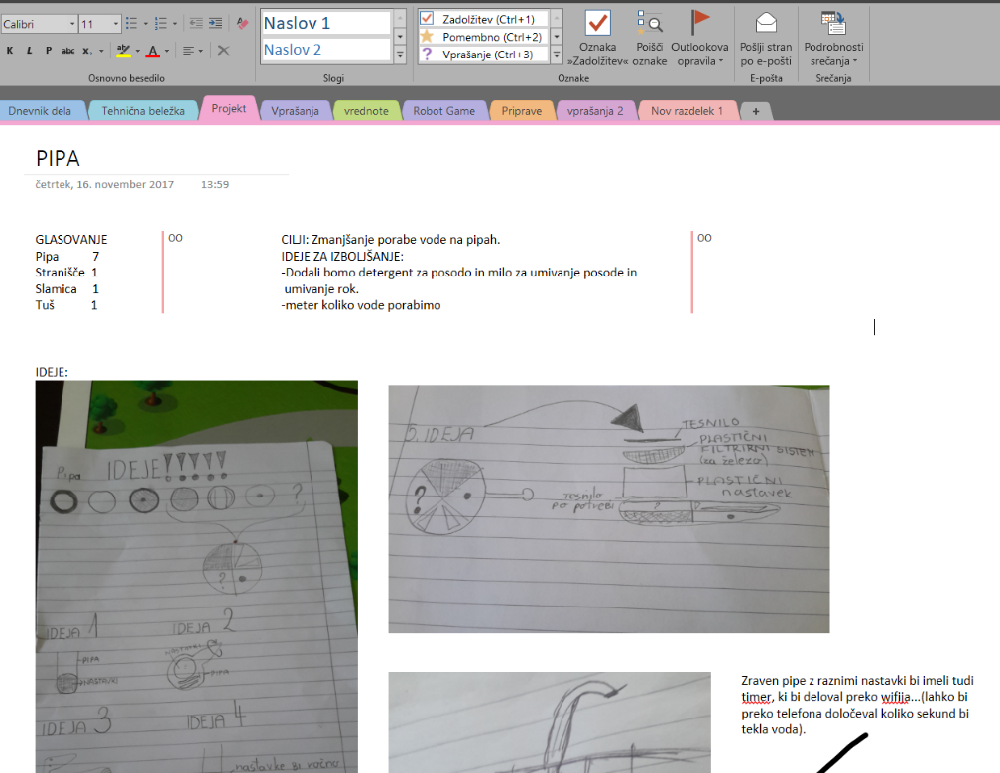 Calibri 11
Naslov 1
Naslov 2
Zadolžitev (Ctrl+1)
Pomembno (Ctrl+2)
Vprašanje (Ctrl+3)
Oznaka »Zadolžitev«
Poišči oznake
Outlookova opravila
Pošlji stran po e-pošti
Podrobnosti srečanja
K L P abc x, ab A
Osnovno besedilo
Slogi
Oznake
E-pošta
Srečanja
Dnevnik dela
Tehnična beležka
Projekt
Vprašanja
vrednote
Robot Game
Priprave
vprašanja 2
Nov razdelek 1
+
PIPA
četrtek, 16. november 2017 13:59
GLASOVANJE
Pipa 7
Stranišče 1
Slamica 1
Tuš 1
OO
CILJI: Zmanjšanje porabe vode na pipah.
IDEJE ZA IZBOLJŠANJE:
-Dodali bomo detergent za posodo in milo za umivanje posode in
umivanje rok.
-meter koliko vode porabimo
OO
IDEJE:
Pipa IDEJE!!!!!
?
?
IDEJA 1
IDEJA 2
PIPA
NASTAVKI
NASTAVKI
PIPA
IDEJA 3
IDEJA 4
nastavke bi ročno
5. IDEJA
TESNILO
PLASTIČNI
FILTRIRNI SISTEM
(za železo)
PLASTIČNI
nastavek
tesnilo
po potrebi
?
?
Zraven pipe z raznimi nastavki bi imeli tudi
timer, ki bi deloval preko wifija...(lahko bi
preko telefona določeval koliko sekund bi
tekla voda).